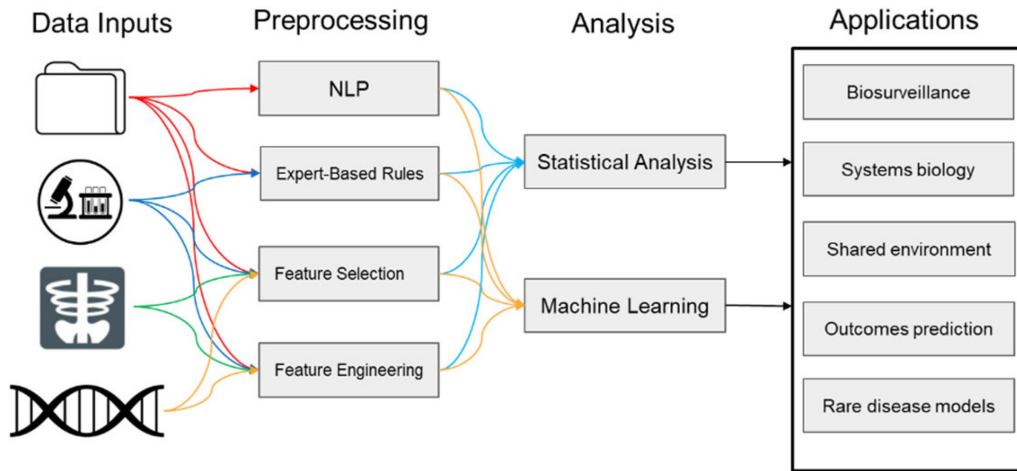 Data Inputs
Preprocessing
Analysis
Applications
NLP
Expert-Based Rules
Feature Selection
Feature Engineering
Statistical Analysis
Machine Learning
Biosurveillance
Systems biology
Shared environment
Outcomes prediction
Rare disease models